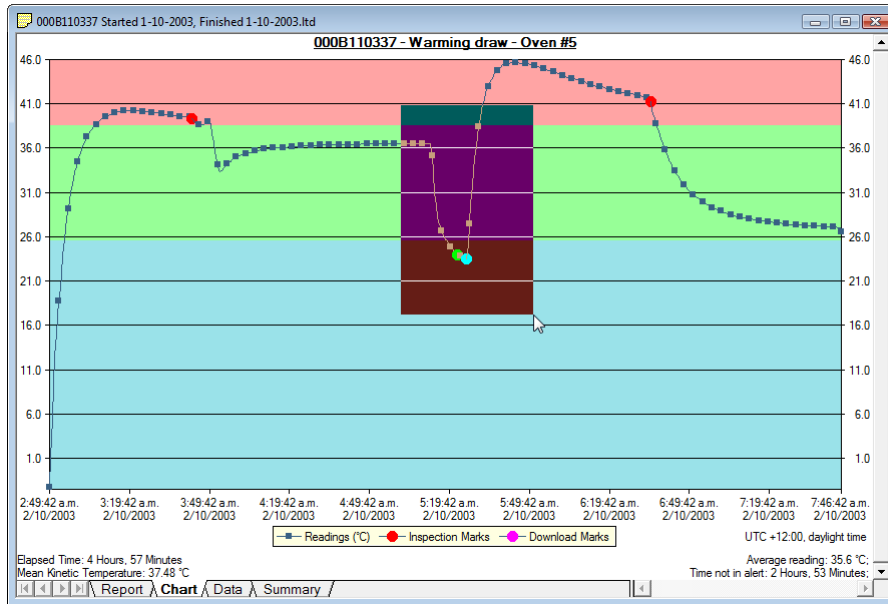 000B110337 Started 1-10-2003, Finished 1-10-2003.ltd
000B110337 - Warming draw - Oven #5
46.0 46.0
41.0 41.0
36.0 36.0
31.0 31.0
26.0 26.0
21.0 21.0
16.0 16.0
11.0 11.0
6.0 6.0
1.0 1.0
2:49:42 a.m. 3:19:42 a.m. 3:49:42 a.m. 4:19:42 a.m. 4:49:42 a.m. 5:19:42 a.m. 5:49:42 a.m. 6:19:42 a.m. 6:49:42 a.m. 7:19:42 a.m. 7:46:42 a.m.
2/10/2003 2/10/2003 2/10/2003 2/10/2003 2/10/2003 2/10/2003 2/10/2003 2/10/2003 2/10/2003 2/10/2003 2/10/2003
Readings (°C) Inspection Marks Download Marks UTC +12:00, daylight time
Elapsed Time: 4 Hours, 57 Minutes Average reading: 35.6 °C;
Mean Kinetic Temperature: 37.48 °C Time not in alert: 2 Hours, 53 Minutes;
Report Chart Data Summary